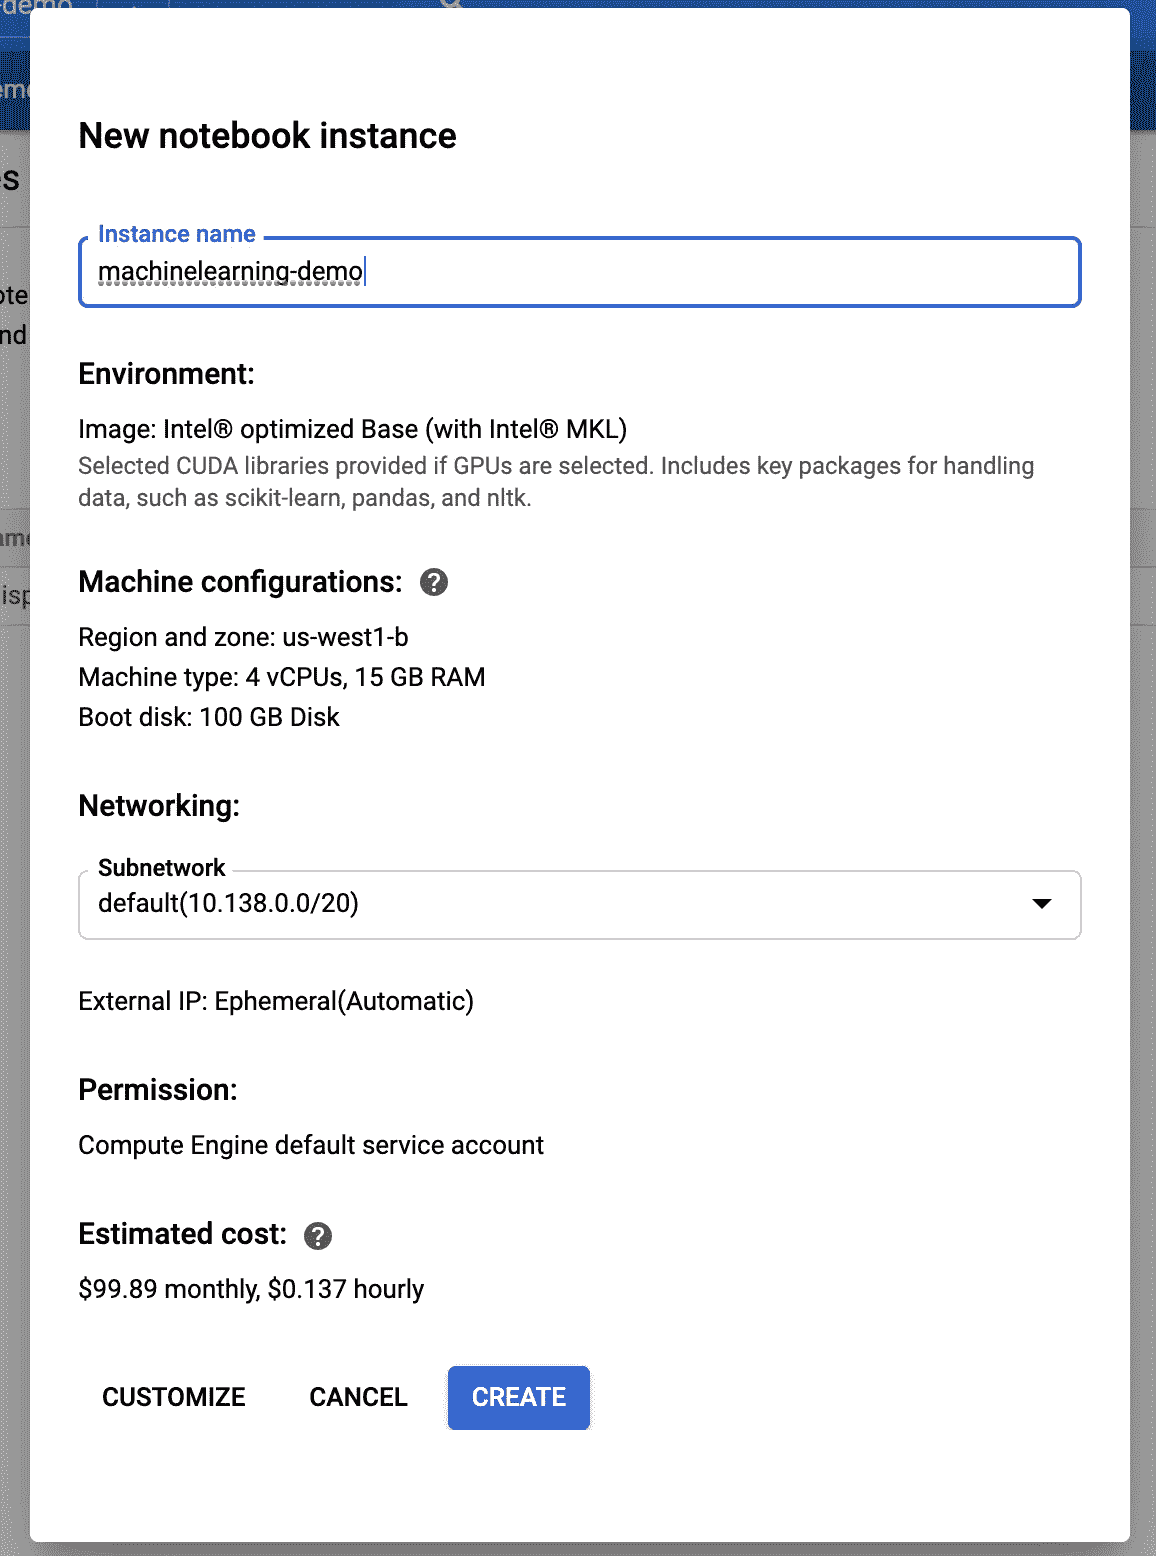 -demo
New notebook instance
Instance name
machinelearning-demo
Environment:
Image: Intel® optimized Base (with Intel® MKL)
Selected CUDA libraries provided if GPUs are selected. Includes key packages for handling
data, such as scikit-learn, pandas, and nltk.
Machine configurations:
Region and zone: us-west1-b
Machine type: 4 vCPUs, 15 GB RAM
Boot disk: 100 GB Disk
Networking:
Subnetwork
default(10.138.0.0/20)
External IP: Ephemeral(Automatic)
Permission:
Compute Engine default service account
Estimated cost:
$99.89 monthly, $0.137 hourly
CUSTOMIZE CANCEL CREATE